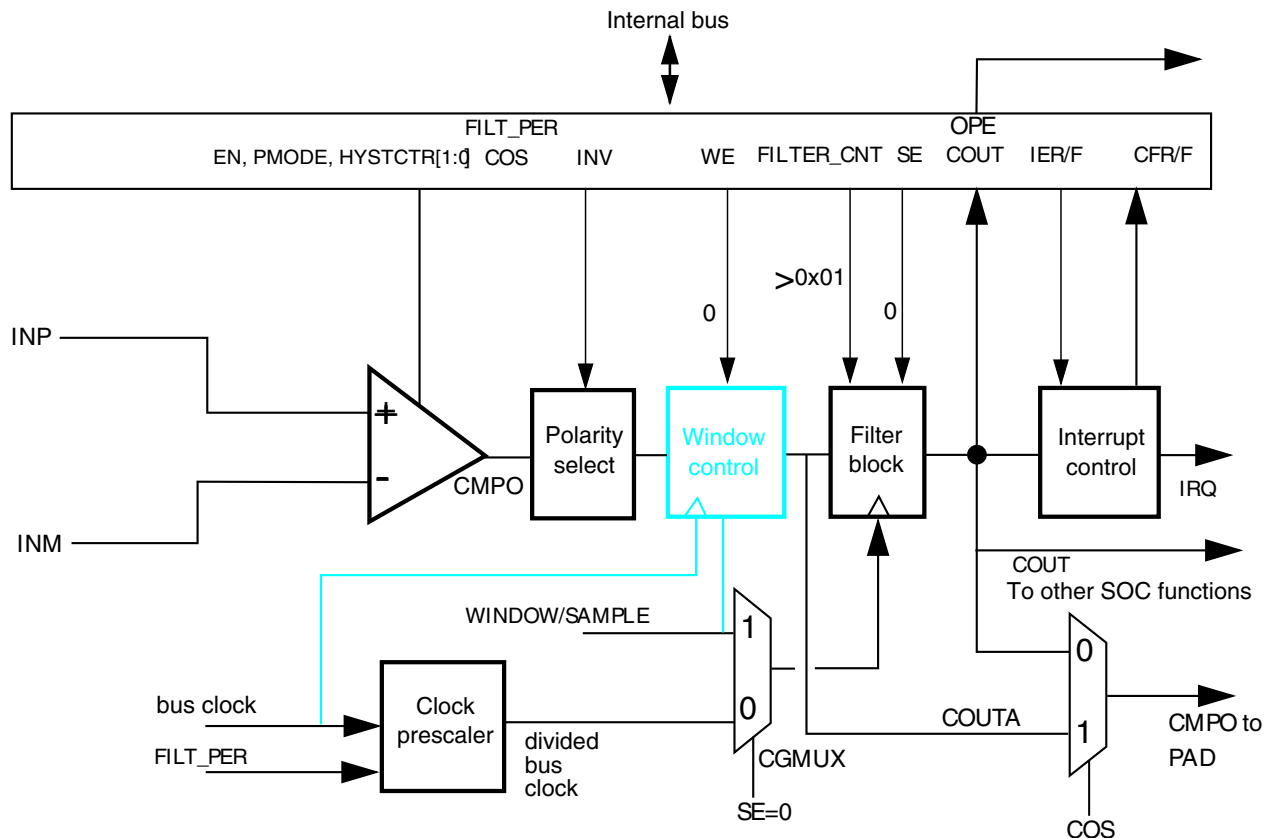 Internal bus
FILT_PER
OPE
EN, PMODE, HYSTCTR[1:0] COS INV WE FILTER_CNT SE COUT IER/F CFR/F
>0x01
0
0
INP
+
-
INM
CMPO
Polarity
select
Window
control
Filter
block
Interrupt
control
IRQ
COUT
To other SOC functions
WINDOW/SAMPLE
1
0
bus clock
FILT_PER
Clock
prescaler
divided
bus
clock
CGMUX
SE=0
COUTA
0
1
CMPO to
PAD
COS